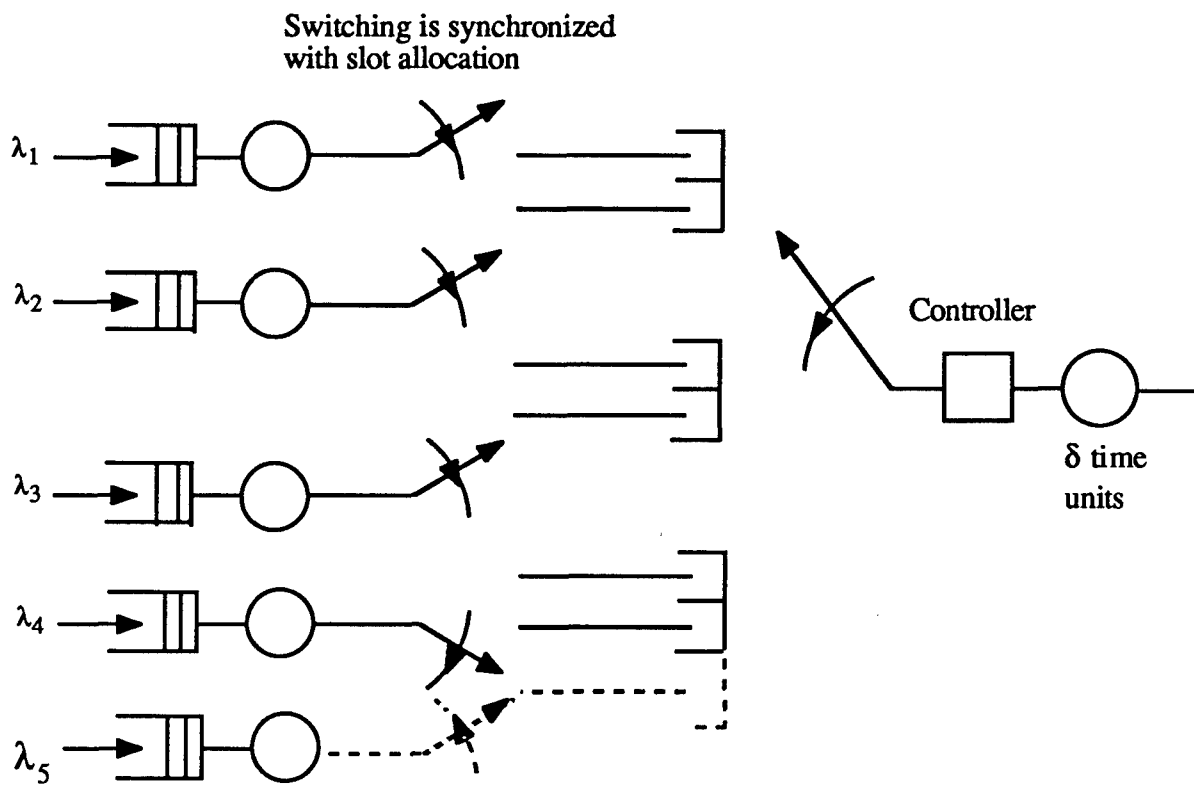 Switching is synchronized
with slot allocation
λ1
λ2
Controller
λ3
δ time
units
λ4
λ5